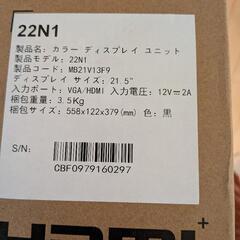 22N1
製品名: カラー ディスプレイ ユニット
製品モデル: 22N1
製品コード: MB21V13F9
ディスプレイ サイズ: 21.5"
入力ポート: VGA/HDMI 入力電圧: 12V⎓2A
梱包重量: 3.5Kg
梱包サイズ: 558x122x379(mm) 色: 黒
S/N:
CBF0979160297